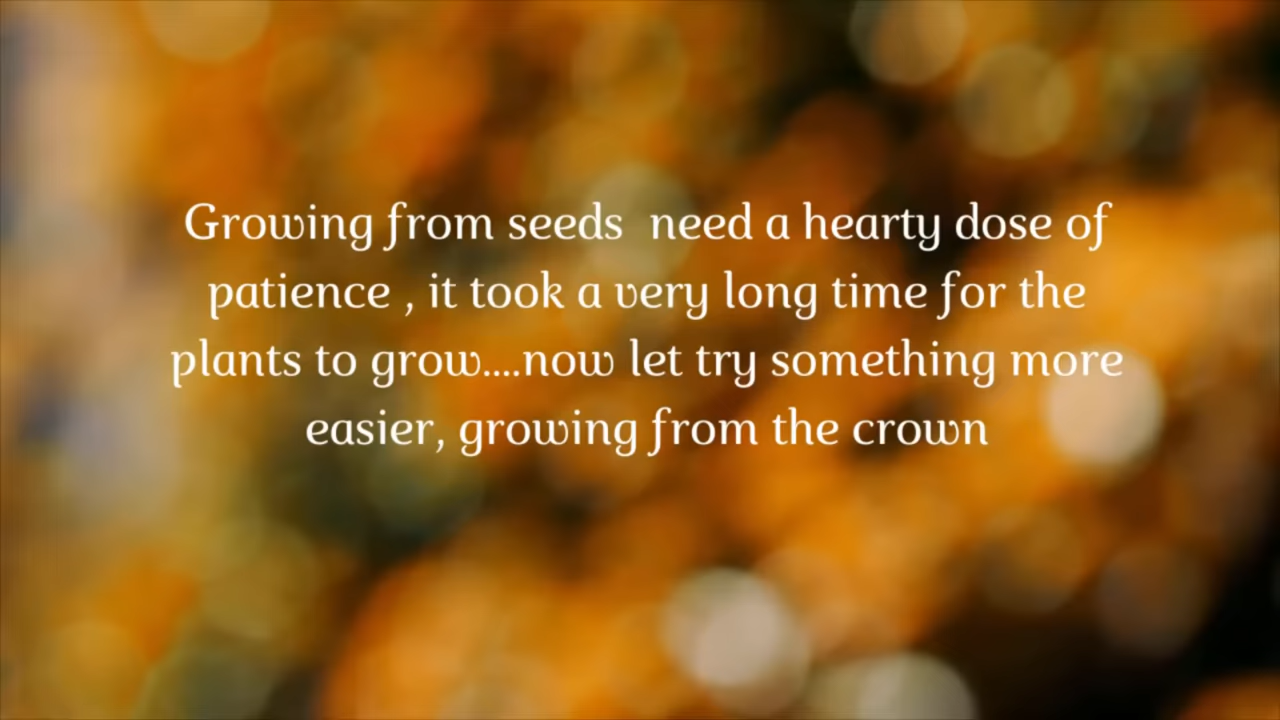 Growing from seeds  need a hearty dose of
patience , it took a very long time for the
plants to grow....now let try something more
easier, growing from the crown